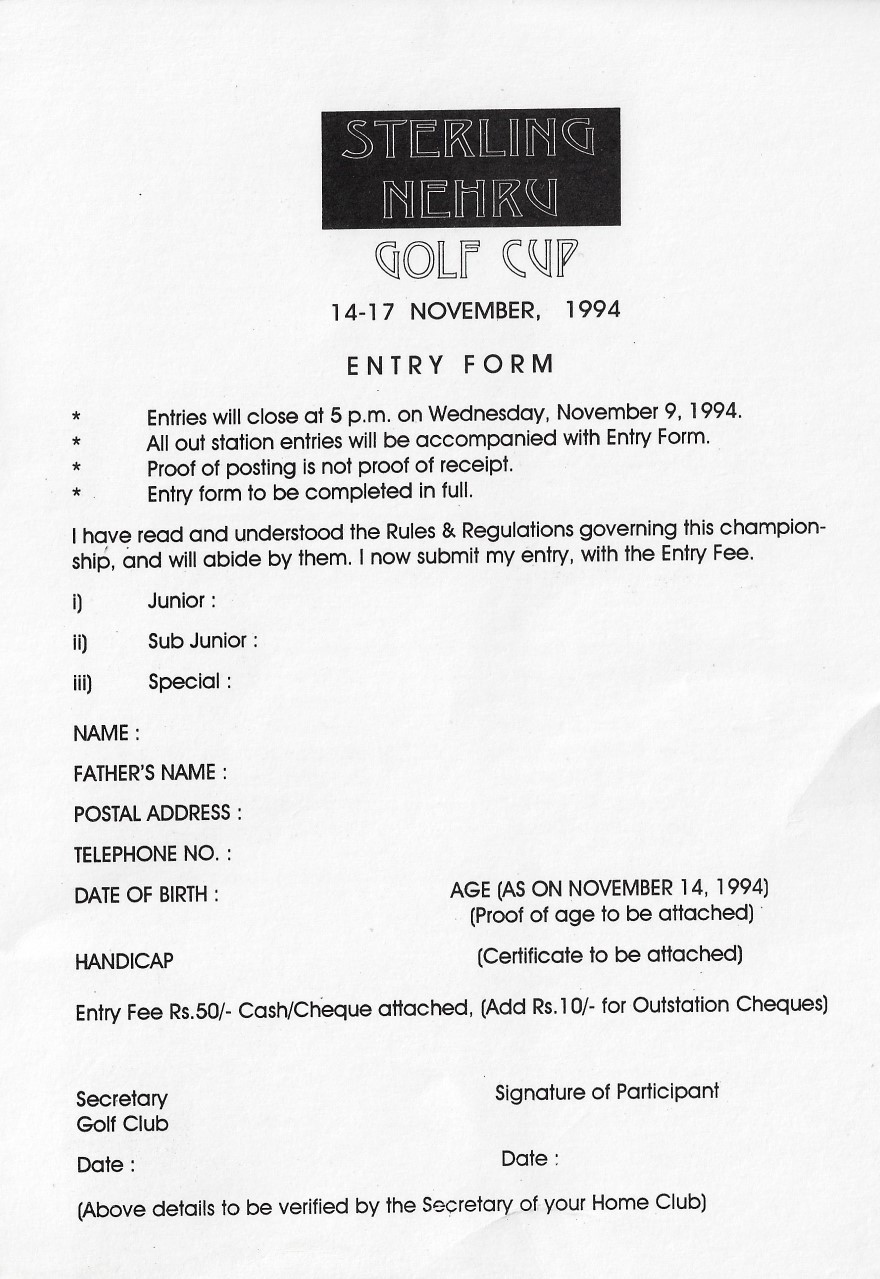 STERLING
NEHRU
GOLF CUP
14-17 NOVEMBER, 1994
ENTRY FORM
* Entries will close at 5 p.m. on Wednesday, November 9, 1994.
* All out station entries will be accompanied with Entry Form.
* Proof of posting is not proof of receipt.
* Entry form to be completed in full.
I have read and understood the Rules & Regulations governing this champion-
ship, and will abide by them. I now submit my entry, with the Entry Fee.
i) Junior :
ii) Sub Junior :
iii) Special :
NAME :
FATHER'S NAME :
POSTAL ADDRESS :
TELEPHONE NO. :
DATE OF BIRTH : AGE (AS ON NOVEMBER 14, 1994)
(Proof of age to be attached)
HANDICAP (Certificate to be attached)
Entry Fee Rs.50/- Cash/Cheque attached, (Add Rs.10/- for Outstation Cheques)
Secretary Signature of Participant
Golf Club
Date : Date :
(Above details to be verified by the Secretary of your Home Club)